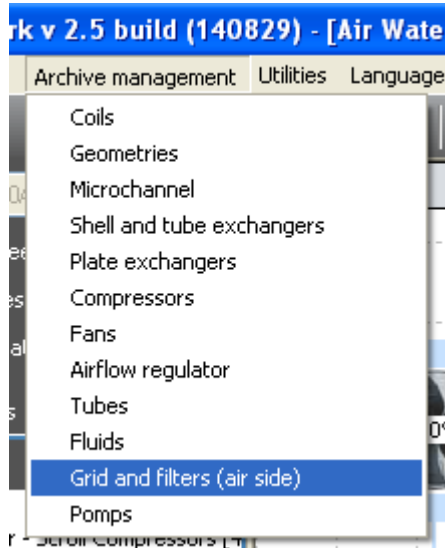 rk v 2.5 build (140829) - [Air Wate
Archive management Utilities Language
Coils
Geometries
Microchannel
Shell and tube exchangers
Plate exchangers
Compressors
Fans
Airflow regulator
Tubes
Fluids
Grid and filters (air side)
Pomps
r - Scroll Compressors [4